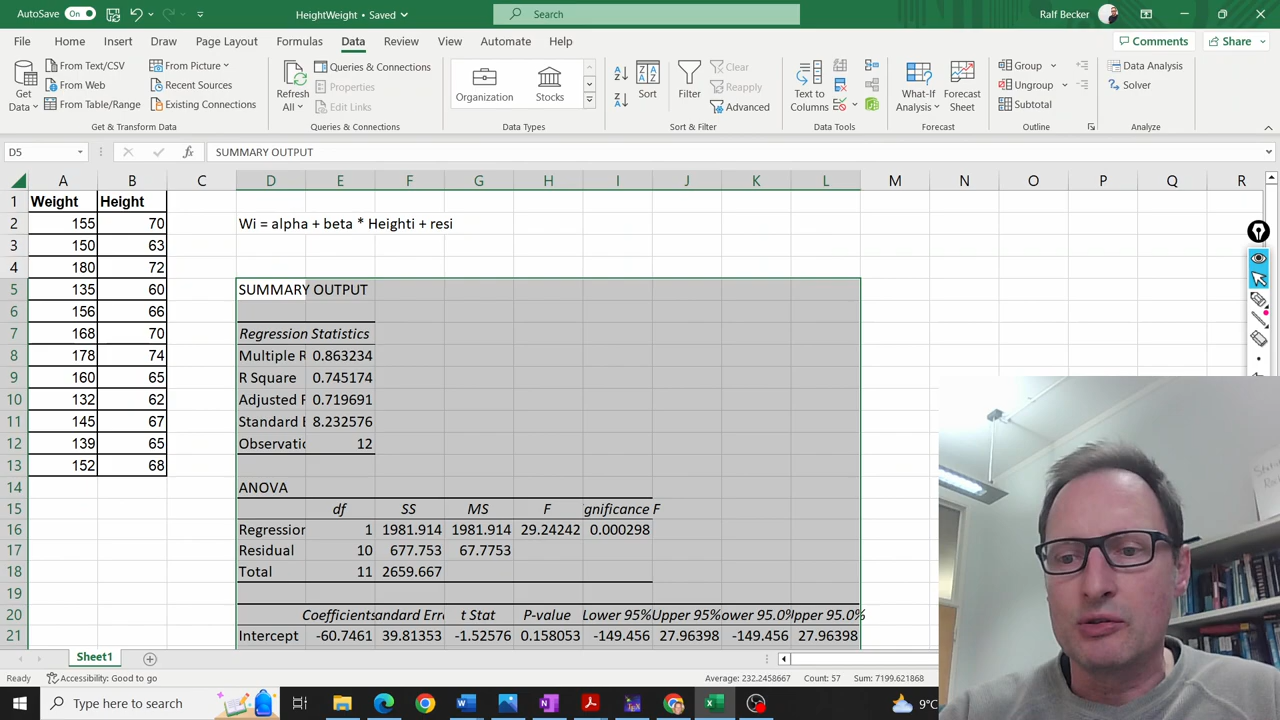 AutoSave On HeightWeight • Saved Search Ralf Becker
File Home Insert Draw Page Layout Formulas Data Review View Automate Help Comments Share
Get Data From Text/CSV From Web From Table/Range From Picture Recent Sources Existing Connections
Refresh All Queries & Connections Properties Edit Links
Organization Stocks
Sort Filter Clear Reapply Advanced
Text to Columns What-If Analysis Forecast Sheet
Group Ungroup Subtotal Data Analysis Solver
Get & Transform Data Queries & Connections Data Types Sort & Filter Data Tools Forecast Outline Analyze
D5 fx SUMMARY OUTPUT
A B C D E F G H I J K L M N O P Q R
1 Weight Height
2 155 70 Wi = alpha + beta * Heighti + resi
3 150 63
4 180 72
5 135 60 SUMMARY OUTPUT
6 156 66
7 168 70 Regression Statistics
8 178 74 Multiple R 0.863234
9 160 65 R Square 0.745174
10 132 62 Adjusted F 0.719691
11 145 67 Standard E 8.232576
12 139 65 Observatio 12
13 152 68
14 ANOVA
15 df SS MS F gnificance F
16 Regression 1 1981.914 1981.914 29.24242 0.000298
17 Residual 10 677.753 67.7753
18 Total 11 2659.667
19
20 Coefficients andard Erro t Stat P-value Lower 95% Upper 95% ower 95.0% Upper 95.0%
21 Intercept -60.7461 39.81353 -1.52576 0.158053 -149.456 27.96398 -149.456 27.96398
Sheet1
Ready Accessibility: Good to go Average: 232.2458667 Count: 57 Sum: 7199.621868
Type here to search 9°C